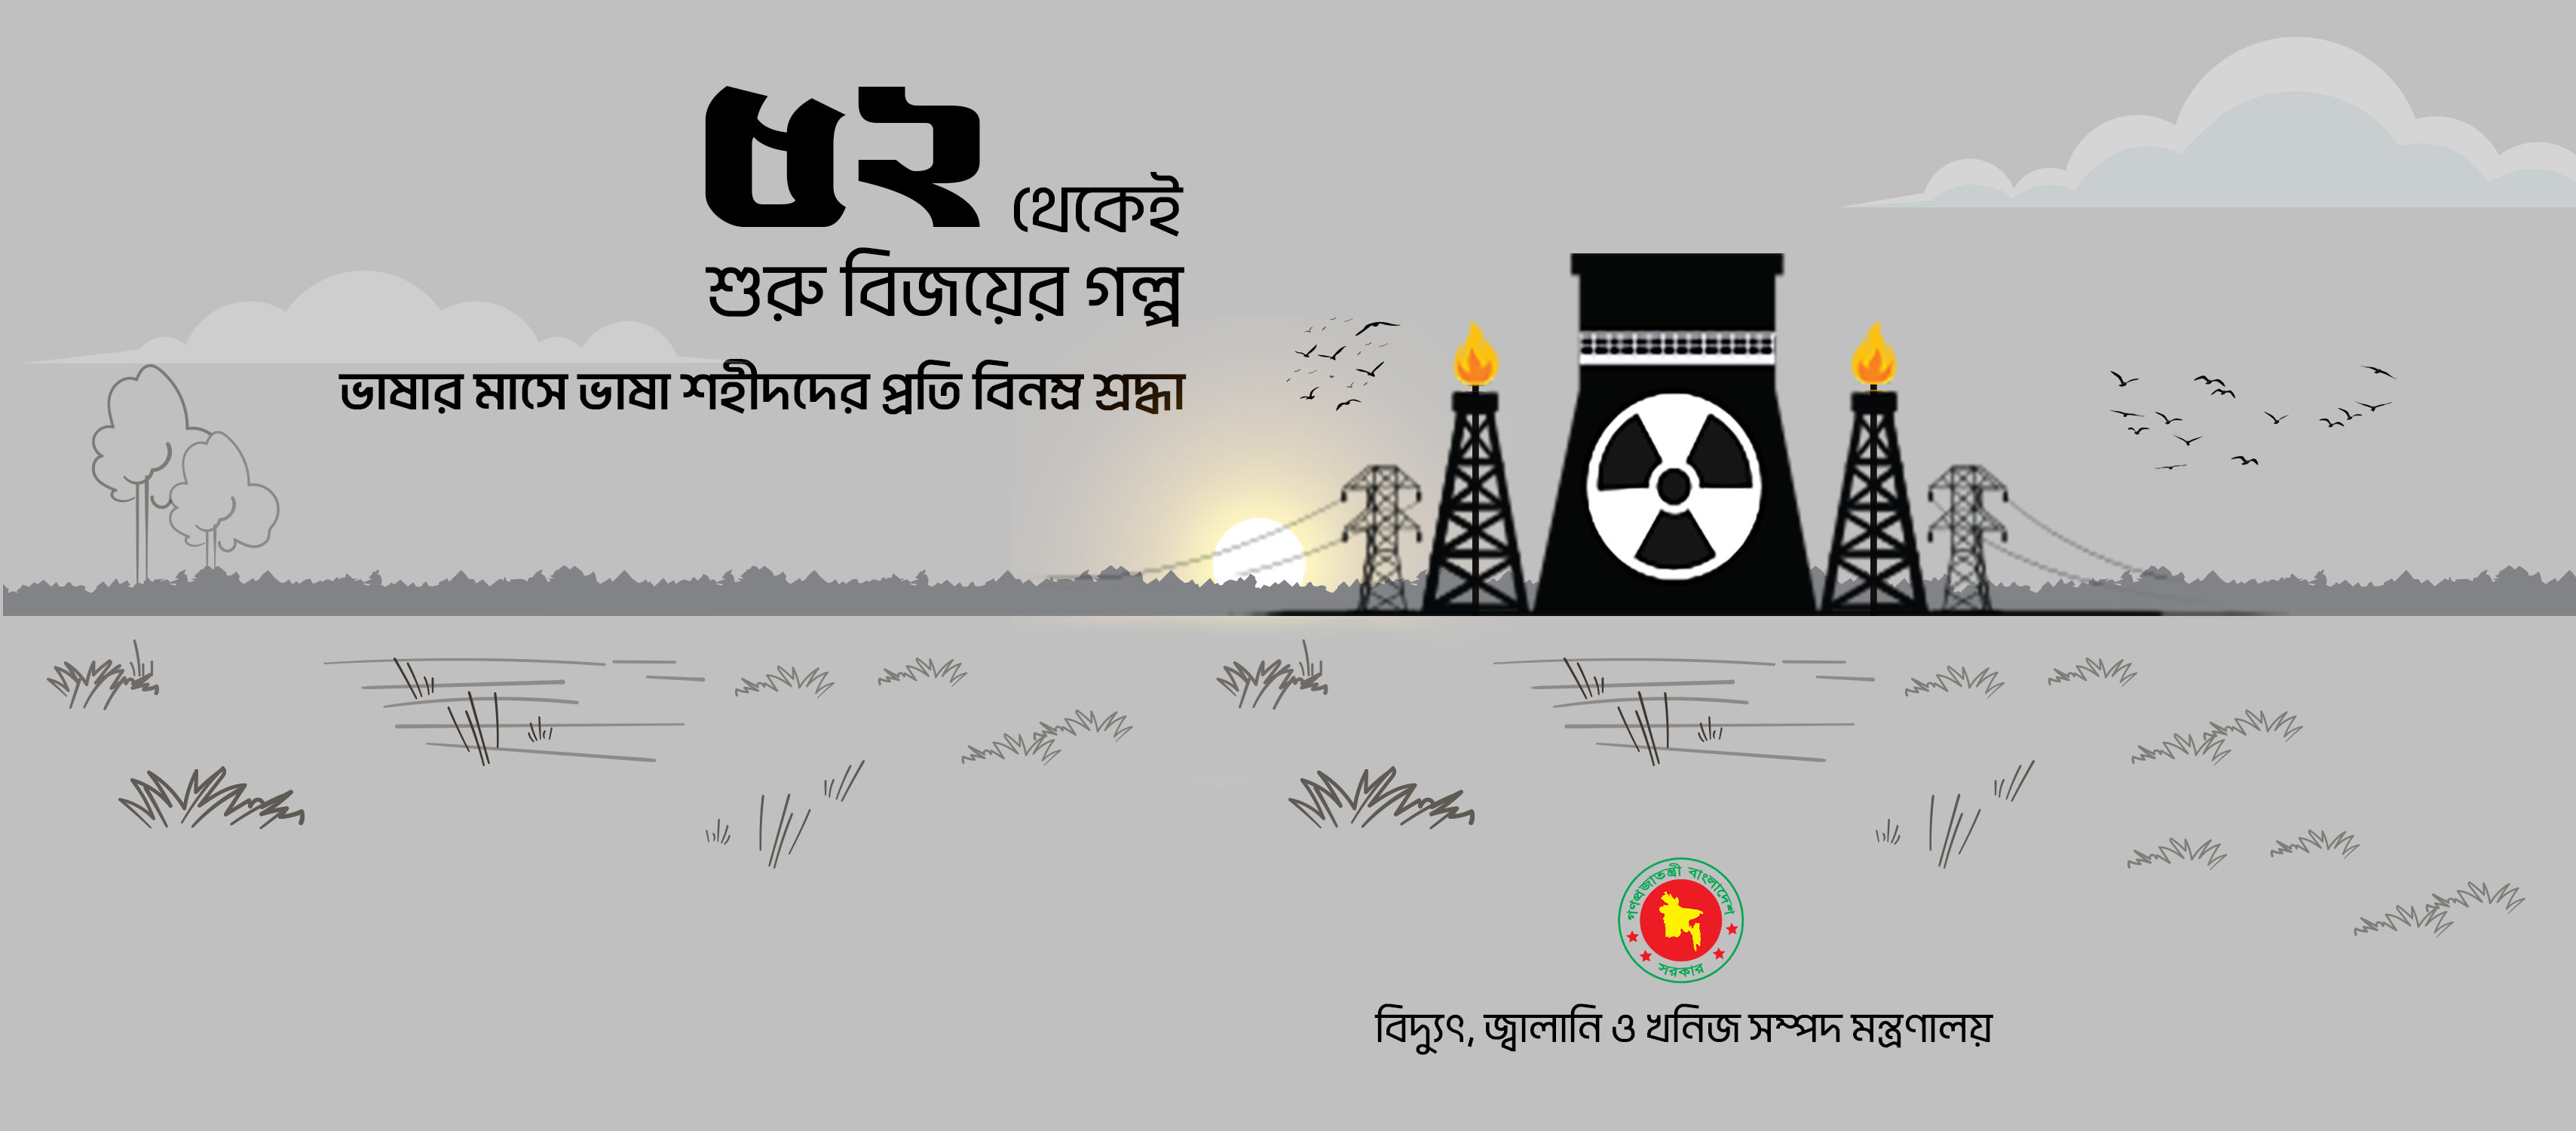 ৫২ থেকেই
শুরু বিজয়ের গল্প
ভাষার মাসে ভাষা শহীদদের প্রতি বিনম্র শ্রদ্ধা
গণপ্রজাতন্ত্রী বাংলাদেশ
সরকার
বিদ্যুৎ, জ্বালানি ও খনিজ সম্পদ মন্ত্রণালয়